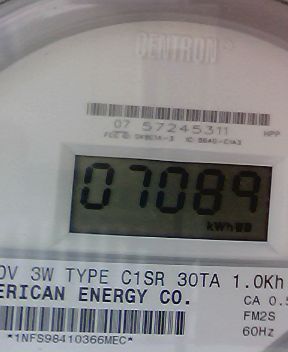 CENTRON®
07 57245311
HPP
07089
kWh
0V 3W TYPE C1SR 30TA 1.0Kh
ERICAN ENERGY CO.
CA 0.5
FM2S
60Hz
*1NFS98410366MEC*